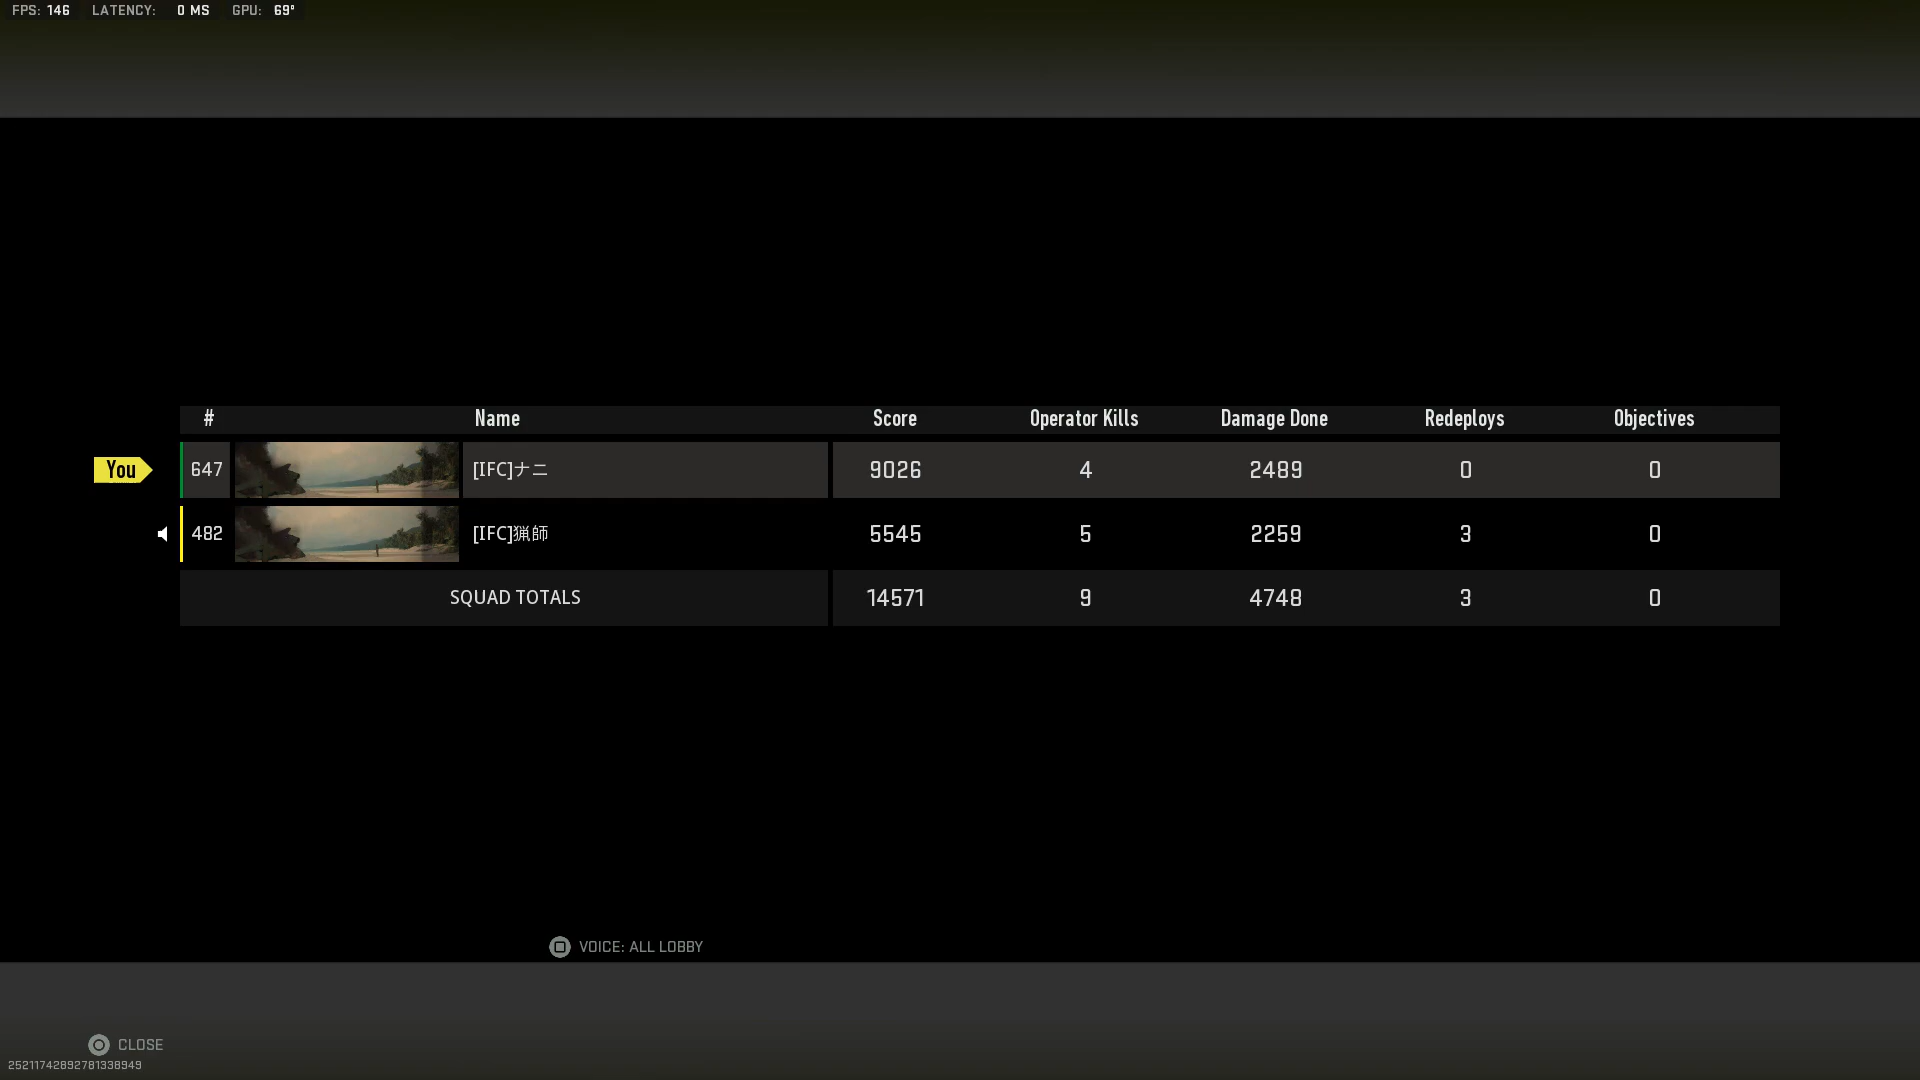 FPS: 146 LATENCY: 0 MS GPU: 69°
# Name Score Operator Kills Damage Done Redeploys Objectives
You 647 [IFC]ナニ 9026 4 2489 0 0
482 [IFC]猟師 5545 5 2259 3 0
SQUAD TOTALS 14571 9 4748 3 0
VOICE: ALL LOBBY
CLOSE
25211742892781338949